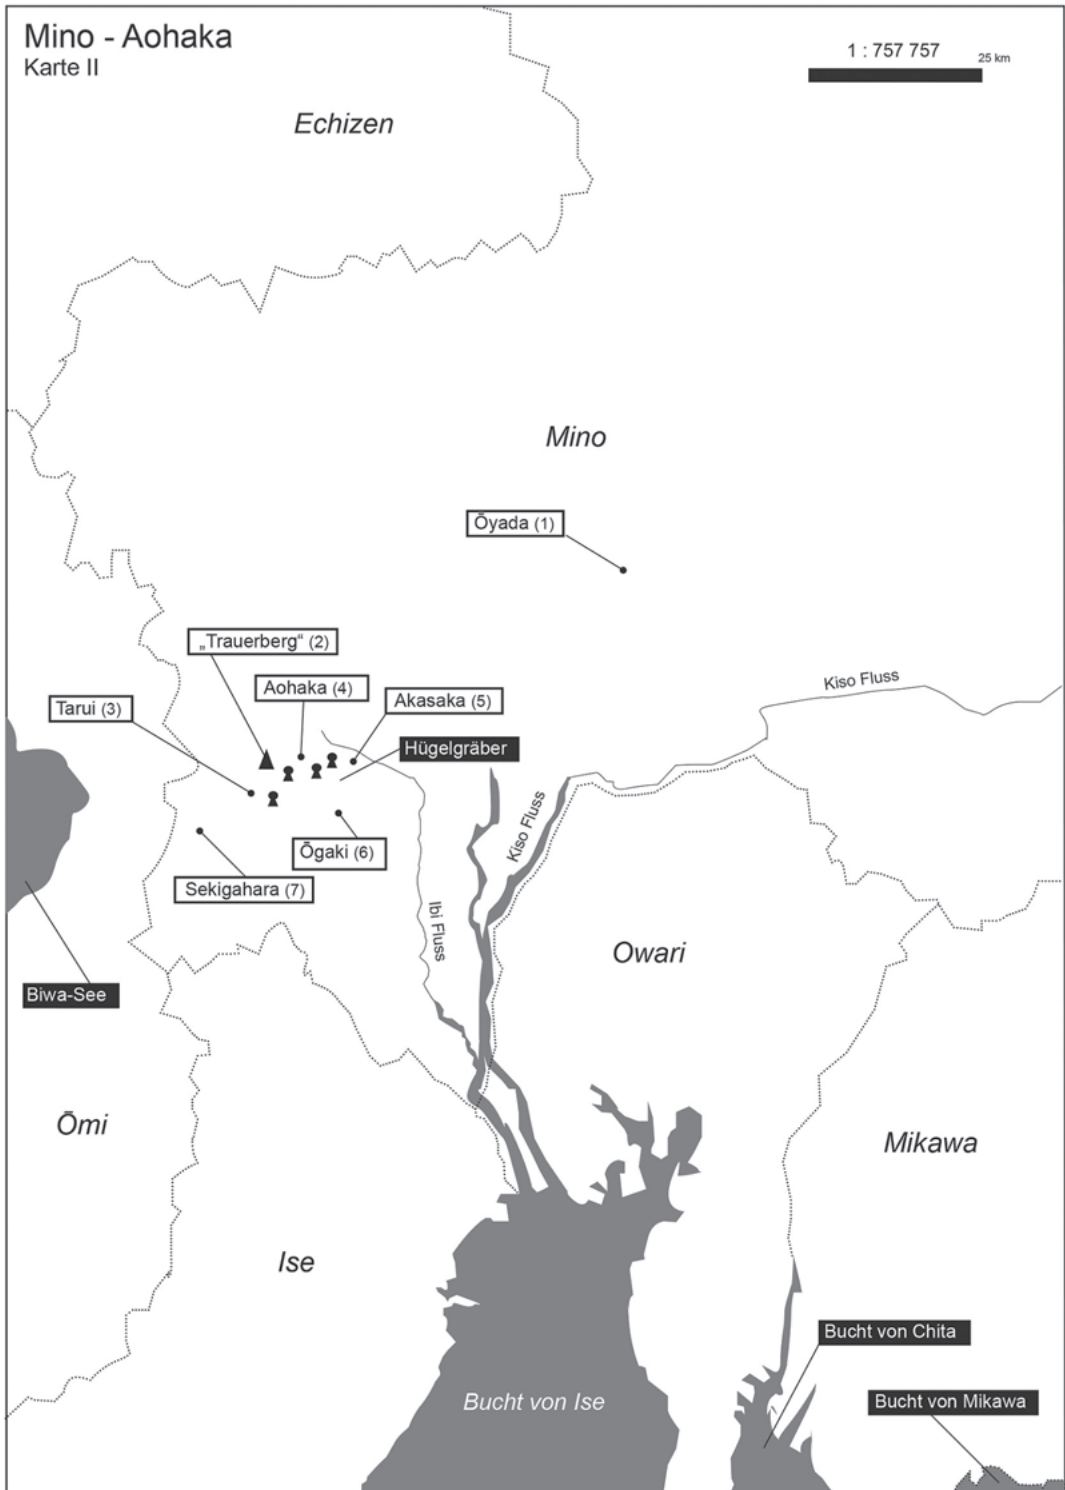 Mino - Aohaka
Karte II
1 : 757 757
25 km
Echizen
Mino
Ōyada (1)
„Trauerberg“ (2)
Aohaka (4)
Akasaka (5)
Tarui (3)
Hügelgräber
Kiso Fluss
Kiso Fluss
Ōgaki (6)
Sekigahara (7)
Ibi Fluss
Owari
Biwa-See
Ōmi
Mikawa
Ise
Bucht von Chita
Bucht von Ise
Bucht von Mikawa